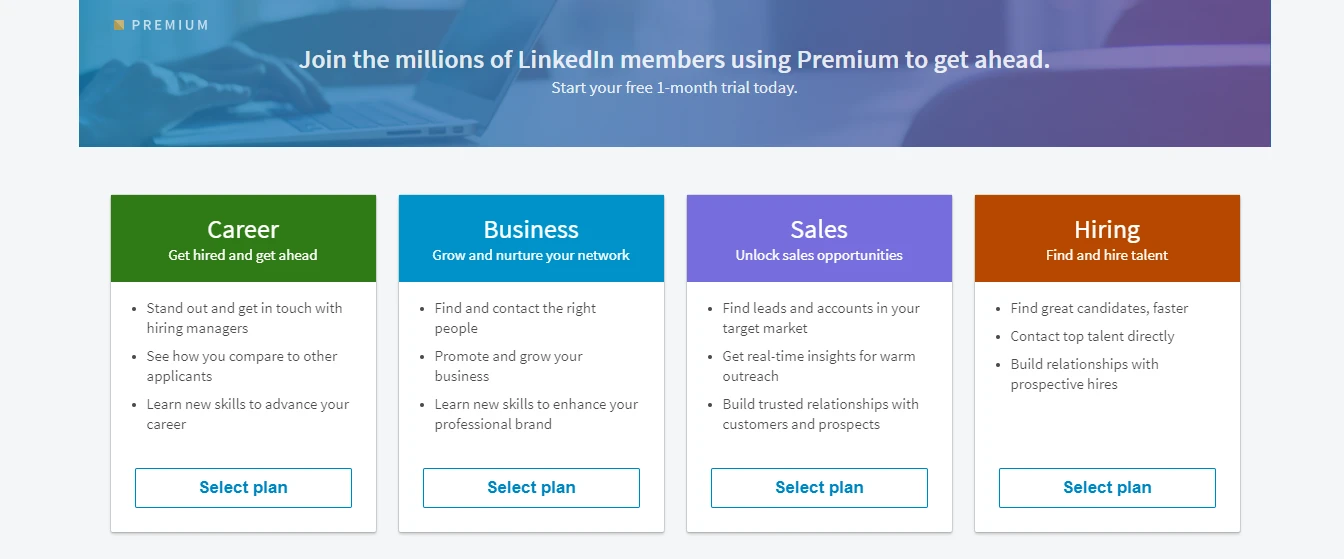 PREMIUM
Join the millions of LinkedIn members using Premium to get ahead.
Start your free 1-month trial today.
Career
Get hired and get ahead
Stand out and get in touch with
hiring managers
See how you compare to other
applicants
Learn new skills to advance your
career
Select plan
Business
Grow and nurture your network
Find and contact the right
people
Promote and grow your
business
Learn new skills to enhance your
professional brand
Select plan
Sales
Unlock sales opportunities
Find leads and accounts in your
target market
Get real-time insights for warm
outreach
Build trusted relationships with
customers and prospects
Select plan
Hiring
Find and hire talent
Find great candidates, faster
Contact top talent directly
Build relationships with
prospective hires
Select plan